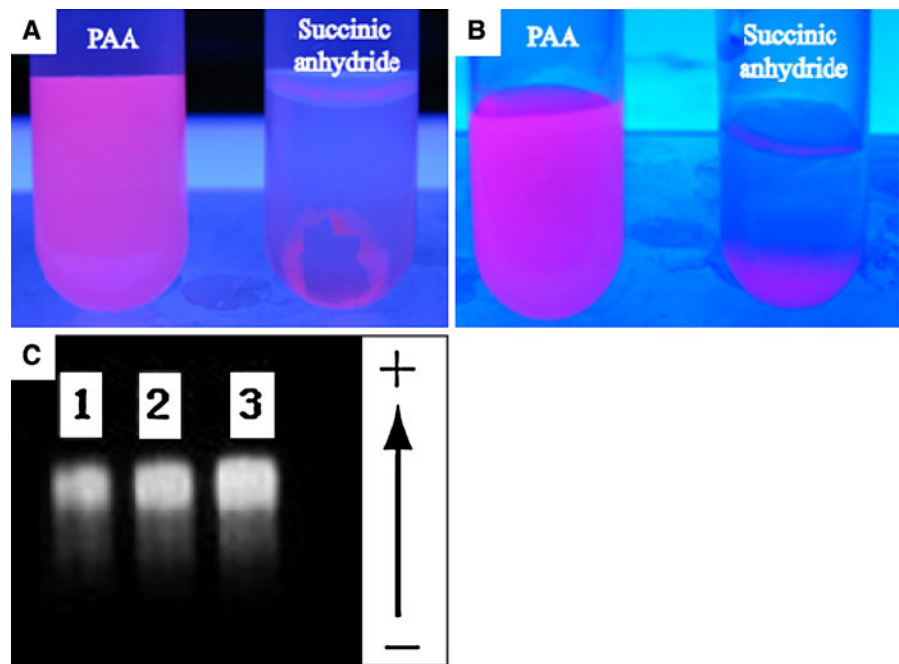 A
PAA
Succinic
anhydride
B
PAA
Succinic
anhydride
C
1
2
3
+
−